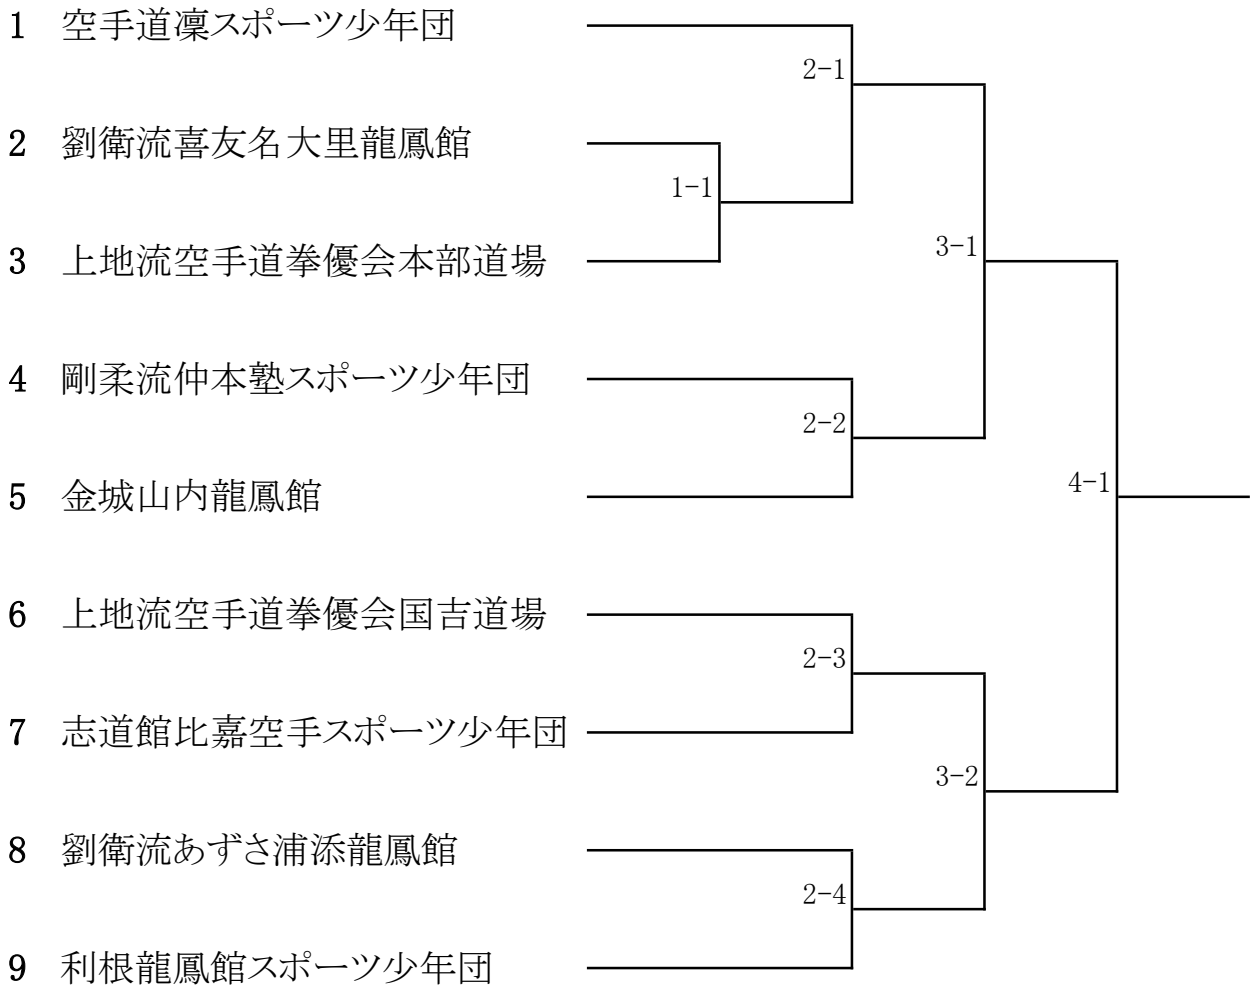 1 空手道凜スポーツ少年団
2-1
2 劉衛流喜友名大里龍鳳館
1-1
3-1
3 上地流空手道拳優会本部道場
4 剛柔流仲本塾スポーツ少年団
2-2
4-1
5 金城山内龍鳳館
6 上地流空手道拳優会国吉道場
2-3
7 志道館比嘉空手スポーツ少年団
3-2
8 劉衛流あずさ浦添龍鳳館
2-4
9 利根龍鳳館スポーツ少年団